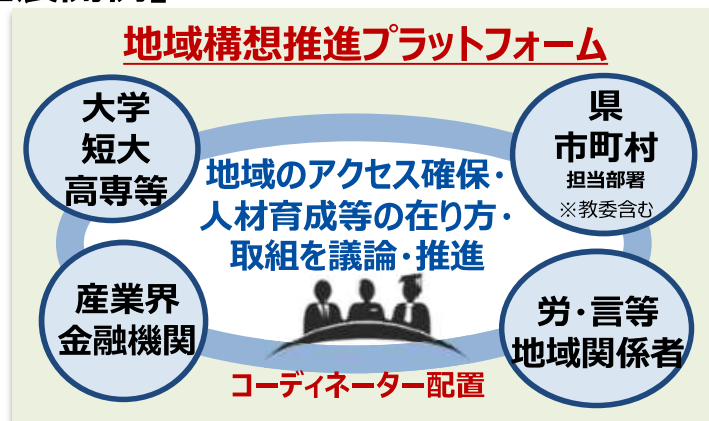 地域構想推進プラットフォーム
大学
短大
高専等
県
市町村
担当部署
※教委含む
地域のアクセス確保・
人材育成等の在り方・
取組を議論・推進
産業界
金融機関
労・言等
地域関係者
コーディネーター配置